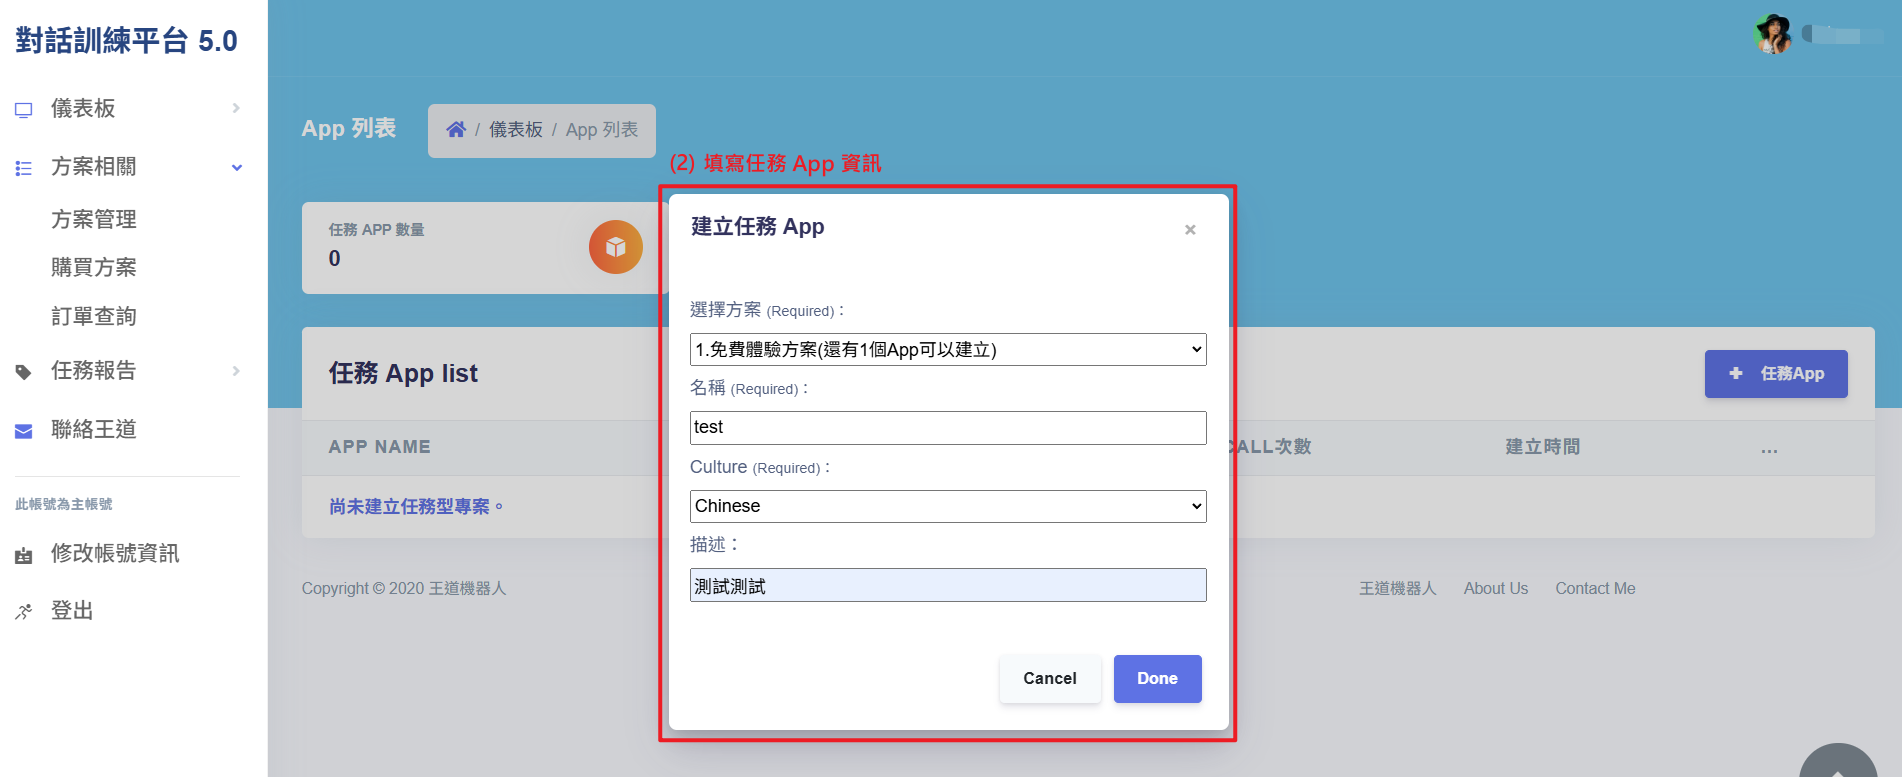 對話訓練平台 5.0
儀表板
方案相關
方案管理
購買方案
訂單查詢
任務報告
聯絡王道
此帳號為主帳號
修改帳號資訊
登出
App 列表
/ 儀表板 / App 列表
(2) 填寫任務 App 資訊
任務 APP 數量
0
建立任務 App
×
選擇方案 (Required)：
1.免費體驗方案(還有1個App可以建立)
名稱 (Required)：
test
Culture (Required)：
Chinese
描述：
測試測試
Cancel
Done
任務 App list
任務App
APP NAME
CALL次數
建立時間
...
尚未建立任務型專案。
Copyright © 2020 王道機器人
王道機器人
About Us
Contact Me